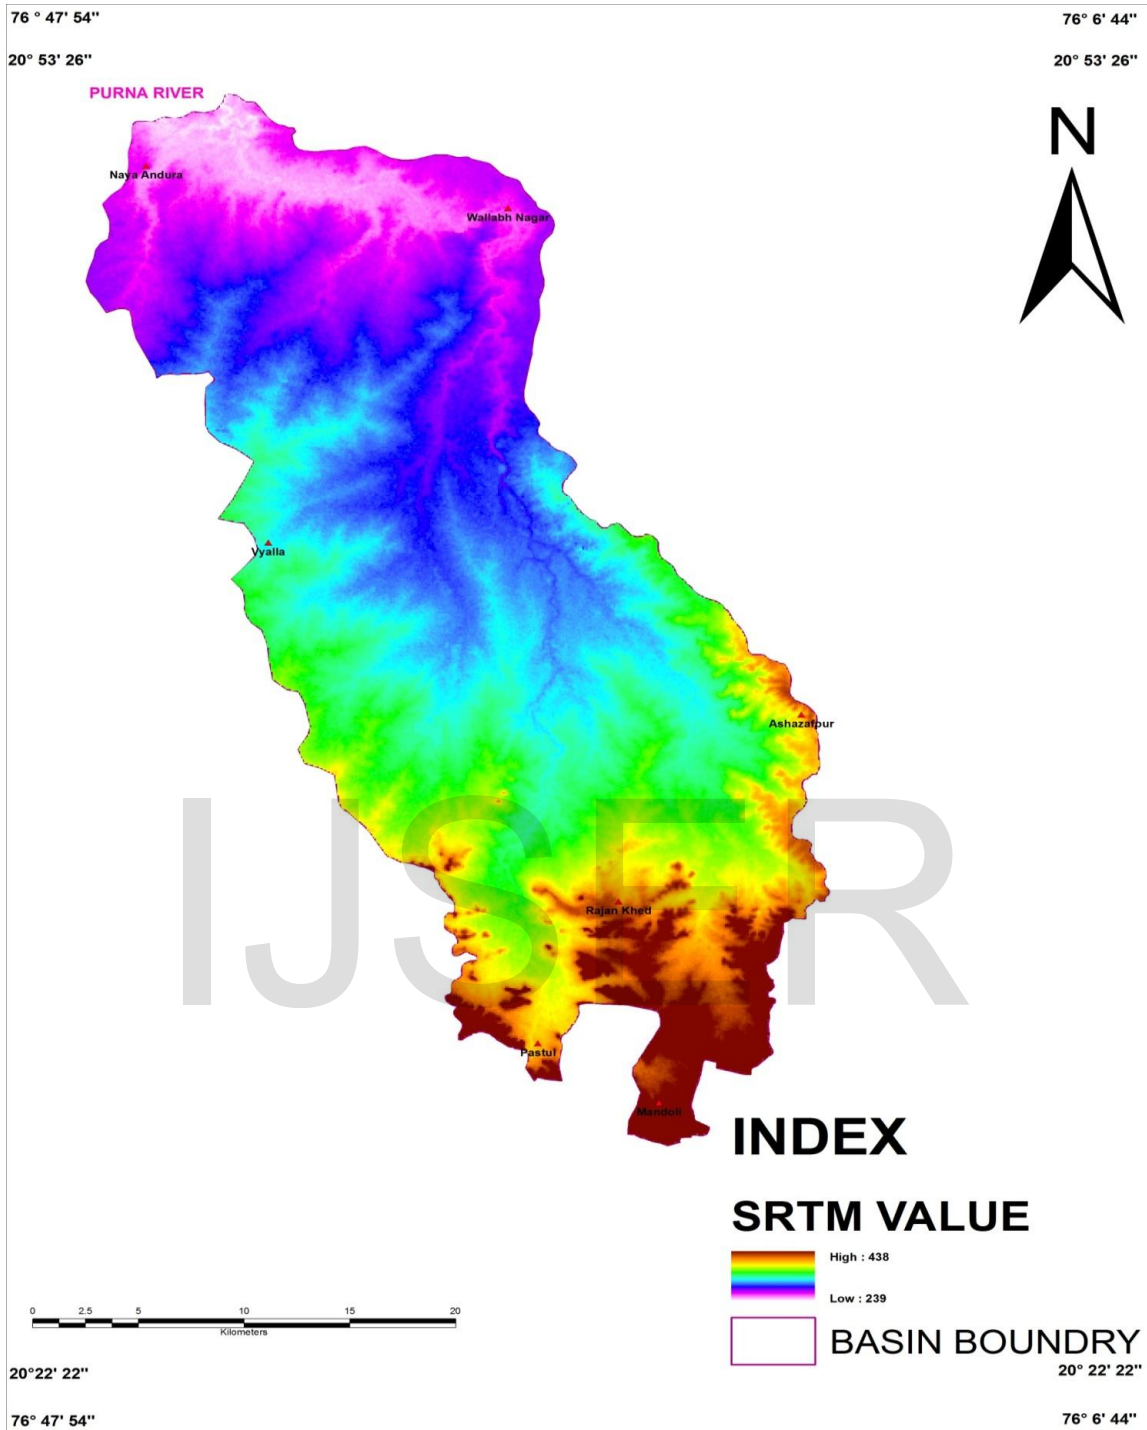 76 ° 47' 54"
76° 6' 44"
20° 53' 26"
20° 53' 26"
PURNA RIVER
N
Naya Andura
Wallabh Nagar
Vyalla
Ashazafpur
IJSER
Rajan Khed
Pastul
Mandoli
INDEX
SRTM VALUE
High : 438
Low : 239
BASIN BOUNDRY
0 2.5 5 10 15 20
Kilometers
20°22' 22"
20° 22' 22"
76° 47' 54"
76° 6' 44"